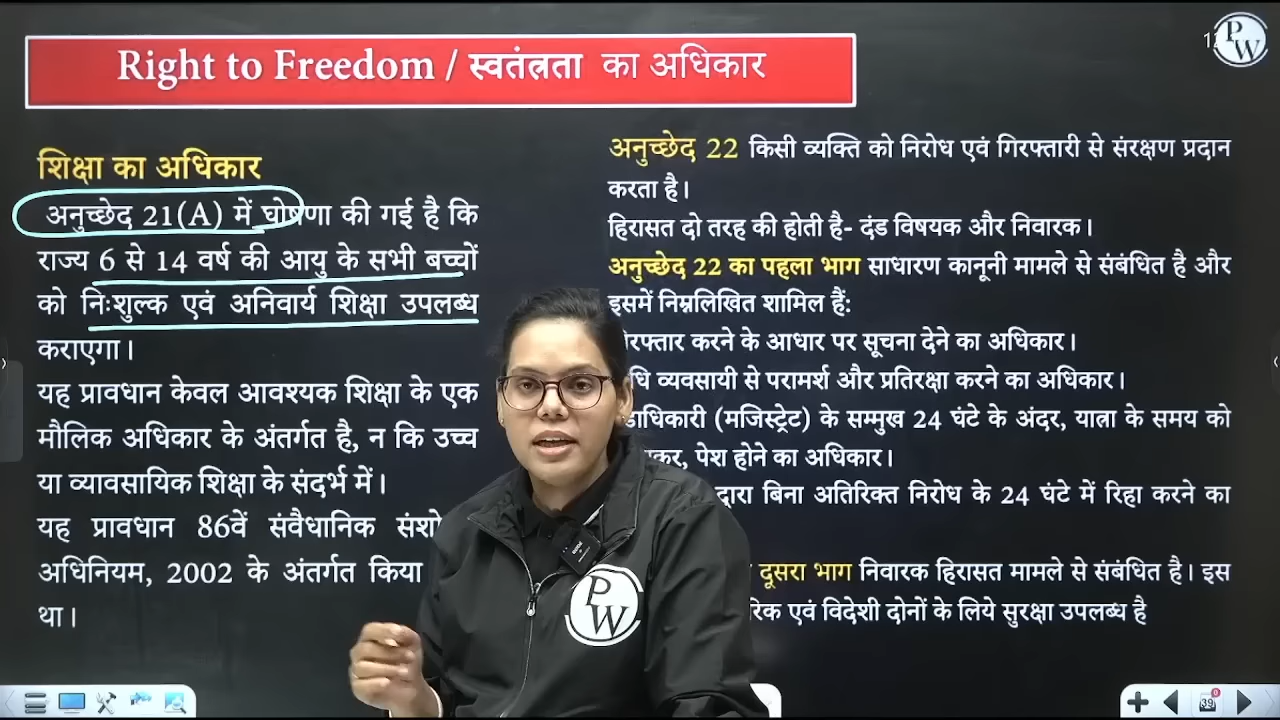 Right to Freedom / स्वतंत्रता का अधिकार
PW
शिक्षा का अधिकार
अनुच्छेद 21(A) में घोषणा की गई है कि
राज्य 6 से 14 वर्ष की आयु के सभी बच्चों
को निःशुल्क एवं अनिवार्य शिक्षा उपलब्ध
कराएगा।
यह प्रावधान केवल आवश्यक शिक्षा के एक
मौलिक अधिकार के अंतर्गत है, न कि उच्च
या व्यावसायिक शिक्षा के संदर्भ में।
यह प्रावधान 86वें संवैधानिक
अधिनियम, 2002 के अंतर्गत किया
था।
अनुच्छेद 22 किसी व्यक्ति को निरोध एवं गिरफ्तारी से संरक्षण प्रदान
करता है।
हिरासत दो तरह की होती है- दंड विषयक और निवारक।
अनुच्छेद 22 का पहला भाग साधारण कानूनी मामले से संबंधित है और
इसमें निम्नलिखित शामिल हैं:
करने के आधार पर सूचना देने का अधिकार।
व्यवसायी से परामर्श और प्रतिरक्षा करने का अधिकार।
(मजिस्ट्रेट) के सम्मुख 24 घंटे के अंदर, यात्रा के समय को
पेश होने का अधिकार।
द्वारा बिना अतिरिक्त निरोध के 24 घंटे में रिहा करने का
दूसरा भाग निवारक हिरासत मामले से संबंधित है। इस
एवं विदेशी दोनों के लिये सुरक्षा उपलब्ध है
PW
39